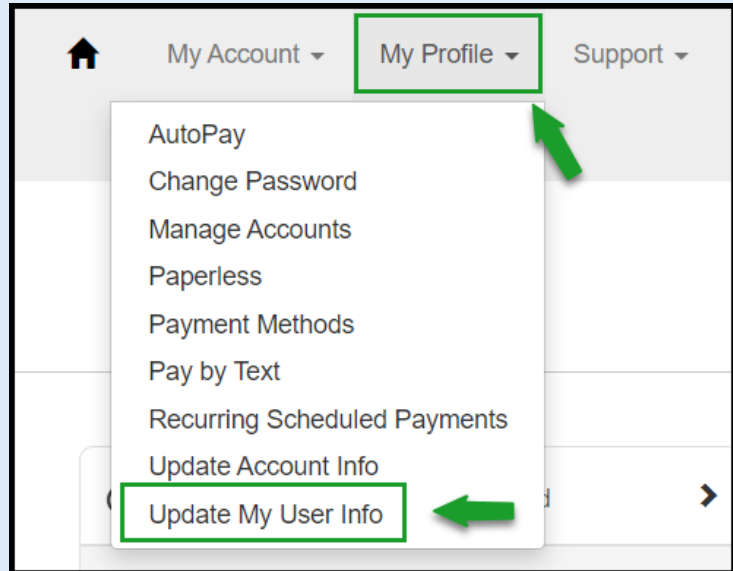 My Account My Profile Support
AutoPay
Change Password
Manage Accounts
Paperless
Payment Methods
Pay by Text
Recurring Scheduled Payments
Update Account Info
Update My User Info